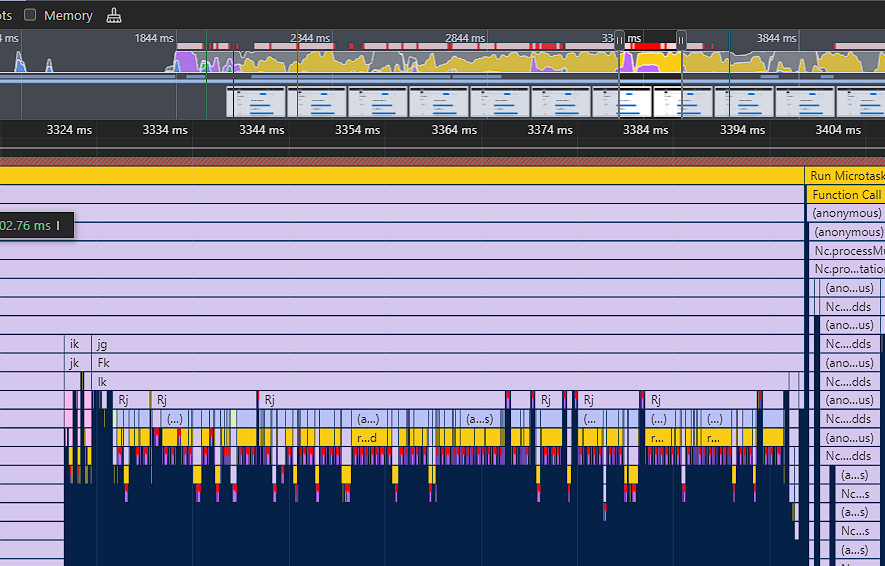 ots Memory
4 ms 1844 ms 2344 ms 2844 ms 33 ms 3844 ms
3324 ms 3334 ms 3344 ms 3354 ms 3364 ms 3374 ms 3384 ms 3394 ms 3404 ms
Run Microtask
Function Call
(anonymous)
02.76 ms
(anonymous)
Nc.processMu
Nc.pro...tation
(ano...us)
Nc....dds
(ano...us)
ik jg Nc....dds
jk Fk (ano...us)
lk Nc....dds
Rj Rj Rj Rj Rj Rj (ano...us)
(...) (a...) (a...s) (... (...) (...) Nc....dds
r...d r... r... (ano...us)
Nc....dds
(a...s)
Nc...s
(a...s)
Nc...s
(a...s)